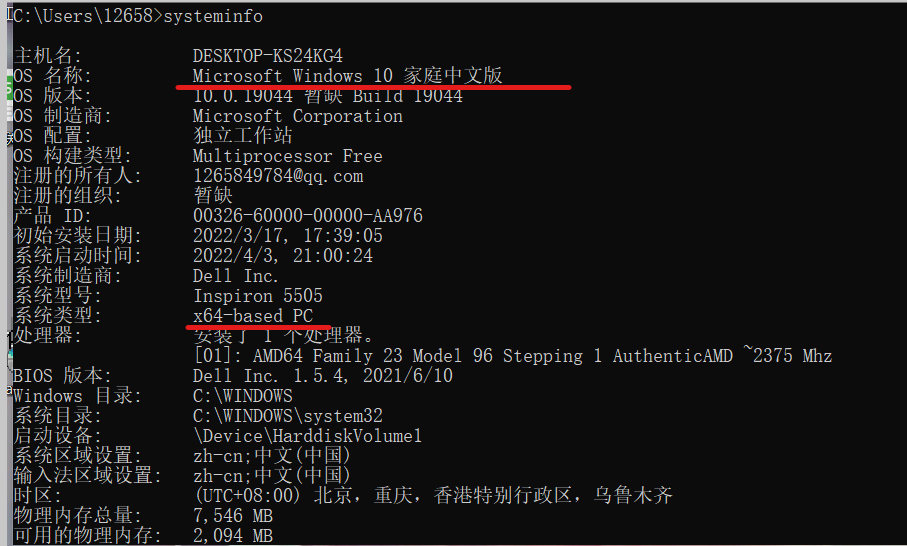 C:\Users\12658>systeminfo
主机名: DESKTOP-KS24KG4
OS 名称: Microsoft Windows 10 家庭中文版
OS 版本: 10.0.19044 暂缺 Build 19044
OS 制造商: Microsoft Corporation
OS 配置: 独立工作站
OS 构建类型: Multiprocessor Free
注册的所有人: 1265849784@qq.com
注册的组织: 暂缺
产品 ID: 00326-60000-00000-AA976
初始安装日期: 2022/3/17, 17:39:05
系统启动时间: 2022/4/3, 21:00:24
系统制造商: Dell Inc.
系统型号: Inspiron 5505
系统类型: x64-based PC
处理器: 安装了 1 个处理器。
[01]: AMD64 Family 23 Model 96 Stepping 1 AuthenticAMD ~2375 Mhz
BIOS 版本: Dell Inc. 1.5.4, 2021/6/10
Windows 目录: C:\WINDOWS
系统目录: C:\WINDOWS\system32
启动设备: \Device\HarddiskVolume1
系统区域设置: zh-cn;中文(中国)
输入法区域设置: zh-cn;中文(中国)
时区: (UTC+08:00) 北京，重庆，香港特别行政区，乌鲁木齐
物理内存总量: 7,546 MB
可用的物理内存: 2,094 MB